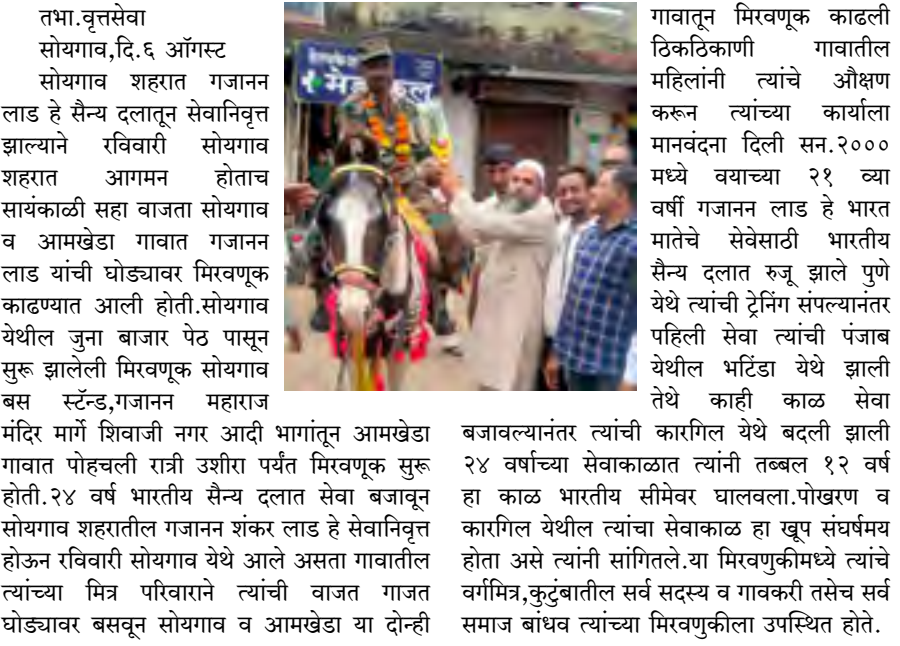 तभा.वृत्तसेवा
सोयगाव,दि.६ ऑगस्ट
सोयगाव शहरात गजानन
लाड हे सैन्य दलातून सेवानिवृत्त
झाल्याने रविवारी सोयगाव
शहरात आगमन होताच
सायंकाळी सहा वाजता सोयगाव
व आमखेडा गावात गजानन
लाड यांची घोड्यावर मिरवणूक
काढण्यात आली होती.सोयगाव
येथील जुना बाजार पेठ पासून
सुरू झालेली मिरवणूक सोयगाव
बस स्टॅन्ड,गजानन महाराज
मंदिर मार्गे शिवाजी नगर आदी भागांतून आमखेडा
गावात पोहचली रात्री उशीरा पर्यंत मिरवणूक सुरू
होती.२४ वर्ष भारतीय सैन्य दलात सेवा बजावून
सोयगाव शहरातील गजानन शंकर लाड हे सेवानिवृत्त
होऊन रविवारी सोयगाव येथे आले असता गावातील
त्यांच्या मित्र परिवाराने त्यांची वाजत गाजत
घोड्यावर बसवून सोयगाव व आमखेडा या दोन्ही
गावातून मिरवणूक काढली
ठिकठिकाणी गावातील
महिलांनी त्यांचे औक्षण
करून त्यांच्या कार्याला
मानवंदना दिली सन.२०००
मध्ये वयाच्या २१ व्या
वर्षी गजानन लाड हे भारत
मातेचे सेवेसाठी भारतीय
सैन्य दलात रुजू झाले पुणे
येथे त्यांची ट्रेनिंग संपल्यानंतर
पहिली सेवा त्यांची पंजाब
येथील भटिंडा येथे झाली
तेथे काही काळ सेवा
बजावल्यानंतर त्यांची कारगिल येथे बदली झाली
२४ वर्षाच्या सेवाकाळात त्यांनी तब्बल १२ वर्ष
हा काळ भारतीय सीमेवर घालवला.पोखरण व
कारगिल येथील त्यांचा सेवाकाळ हा खूप संघर्षमय
होता असे त्यांनी सांगितले.या मिरवणुकीमध्ये त्यांचे
वर्गमित्र,कुटुंबातील सर्व सदस्य व गावकरी तसेच सर्व
समाज बांधव त्यांच्या मिरवणुकीला उपस्थित होते.